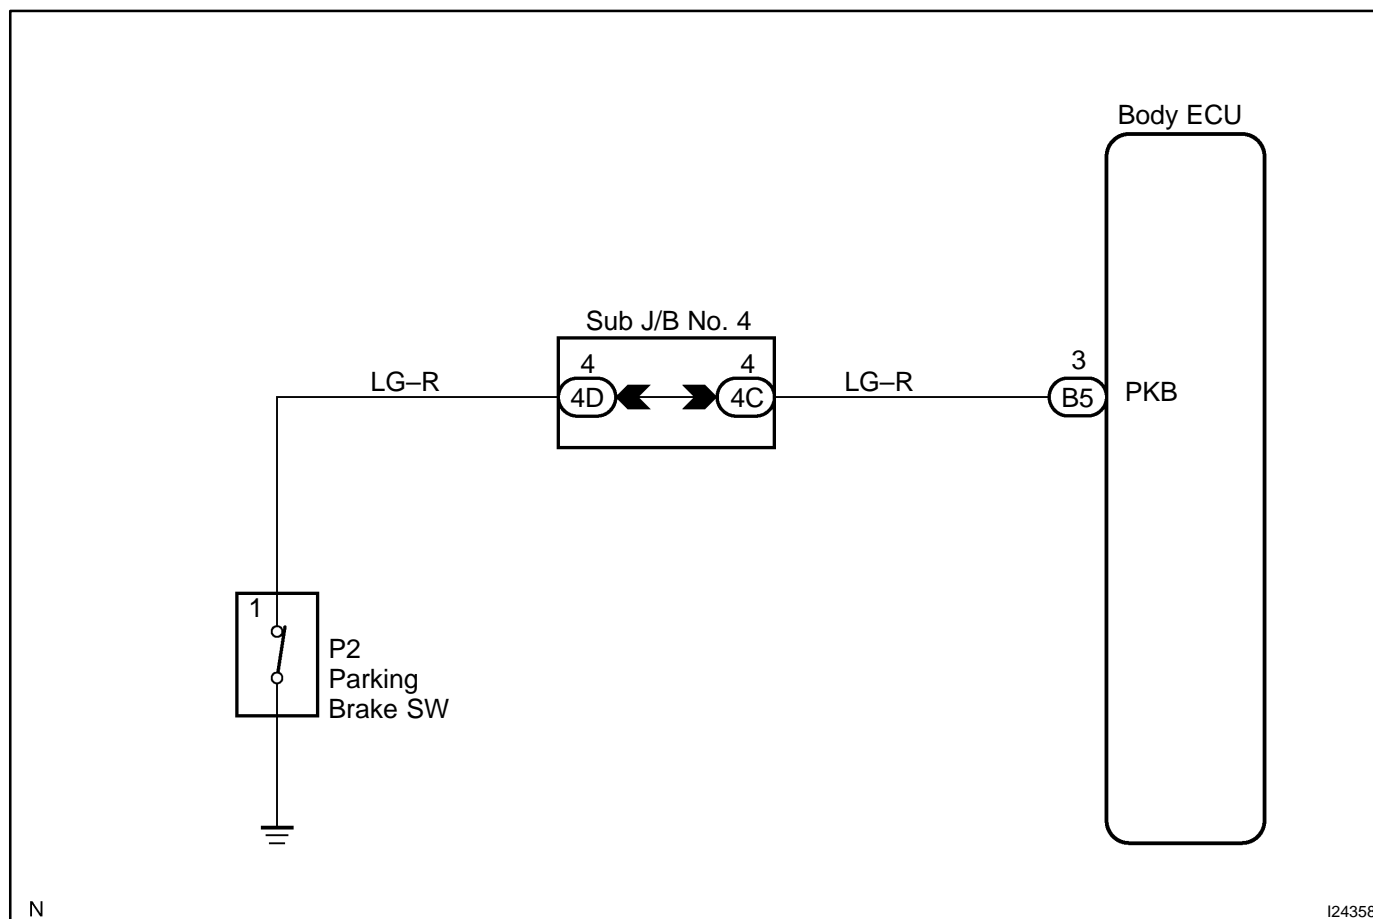 Body ECU
Sub J/B No. 4
LG–R
4
4D
4
4C
LG–R
3
B5
PKB
1
P2
Parking
Brake SW
N
I24358